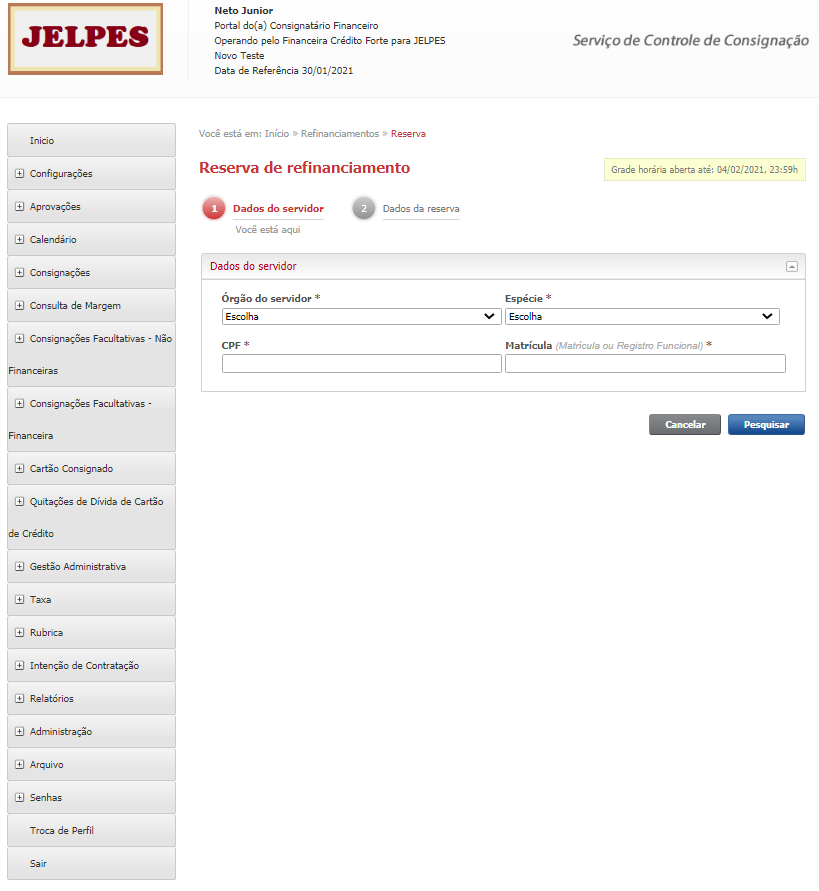 JELPES
Neto Junior
Portal do(a) Consignatário Financeiro
Operando pelo Financeira Crédito Forte para JELPES
Novo Teste
Data de Referência 30/01/2021
Serviço de Controle de Consignação
Inicio
Configurações
Aprovações
Calendário
Consignações
Consulta de Margem
Consignações Facultativas - Não
Financeiras
Consignações Facultativas -
Financeira
Cartão Consignado
Quitações de Dívida de Cartão
de Crédito
Gestão Administrativa
Taxa
Rubrica
Intenção de Contratação
Relatórios
Administração
Arquivo
Senhas
Troca de Perfil
Sair
Você está em: Início » Refinanciamentos » Reserva
Reserva de refinanciamento
Grade horária aberta até: 04/02/2021, 23:59h
1 Dados do servidor 2 Dados da reserva
Você está aqui
Dados do servidor
Órgão do servidor * Espécie *
Escolha Escolha
CPF * Matrícula (Matrícula ou Registro Funcional) *
Cancelar Pesquisar